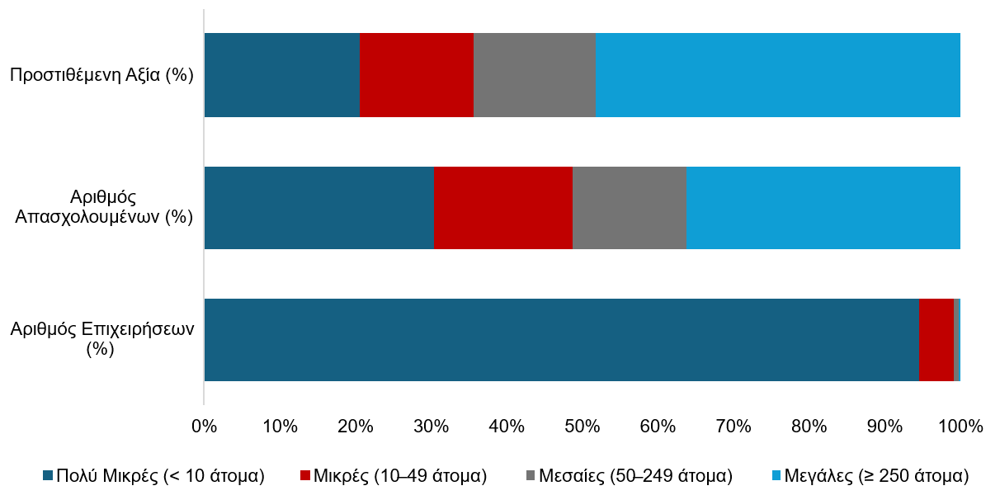 Προστιθέμενη Αξία (%)
Αριθμός
Απασχολουμένων (%)
Αριθμός Επιχειρήσεων
(%)
0% 10% 20% 30% 40% 50% 60% 70% 80% 90% 100%
Πολύ Μικρές (< 10 άτομα) Μικρές (10–49 άτομα) Μεσαίες (50–249 άτομα) Μεγάλες (≥ 250 άτομα)